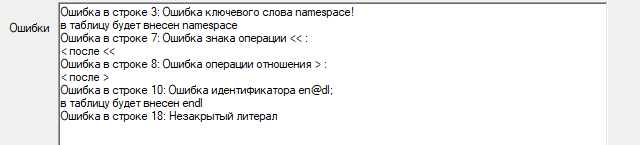 Ошибки
Ошибка в строке 3: Ошибка ключевого слова namespace!
в таблицу будет внесен namespace
Ошибка в строке 7: Ошибка знака операции << :
< после <<
Ошибка в строке 8: Ошибка операции отношения > :
< после >
Ошибка в строке 10: Ошибка идентификатора en@dl;
в таблицу будет внесен endl
Ошибка в строке 18: Незакрытый литерал